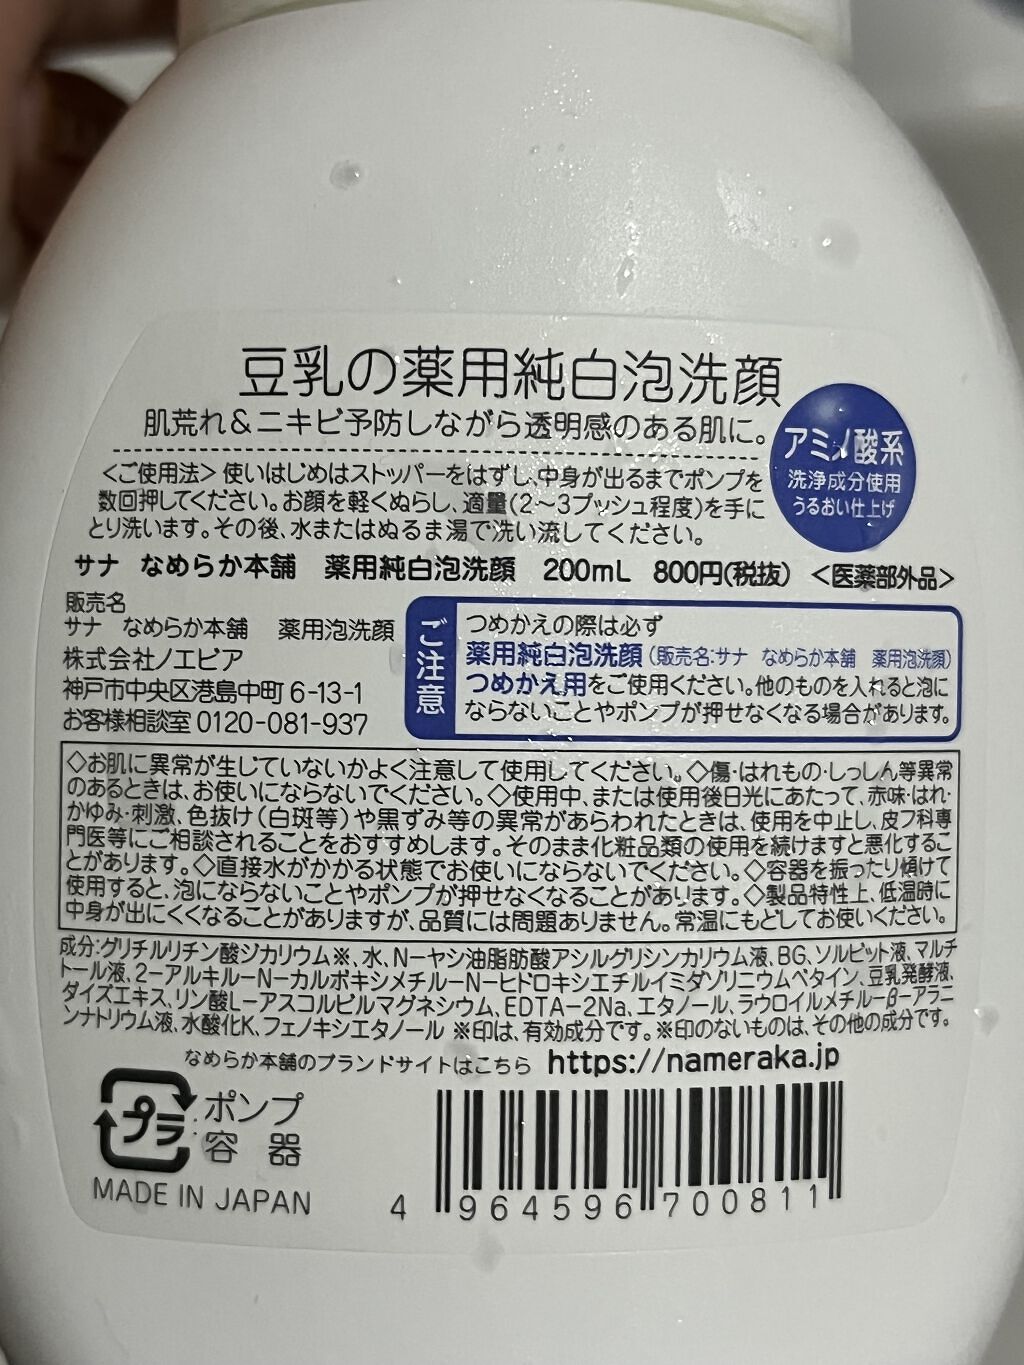 豆乳の薬用純白泡洗顔
肌荒れ&ニキビ予防しながら透明感のある肌に。
アミノ酸系
洗浄成分使用
うるおい仕上げ
<ご使用法>使いはじめはストッパーをはずし、中身が出るまでポンプを
数回押してください。お顔を軽くぬらし、適量(2〜3プッシュ程度)を手に
とり洗います。その後、水またはぬるま湯で洗い流してください。
サナ なめらか本舗 薬用純白泡洗顔 200mL 800円(税抜) <医薬部外品>
販売名
サナ なめらか本舗 薬用泡洗顔
株式会社ノエビア
神戸市中央区港島中町6-13-1
お客様相談室0120-081-937
ご注意
つめかえの際は必ず
薬用純白泡洗顔(販売名:サナ なめらか本舗 薬用泡洗顔)
つめかえ用をご使用ください。他のものを入れると泡に
ならないことやポンプが押せなくなる場合があります。
◇お肌に異常が生じていないかよく注意して使用してください。◇傷・はれもの・しっしん等異常
のあるときは、お使いにならないでください。◇使用中、または使用後日光にあたって、赤味・はれ・
かゆみ・刺激、色抜け(白斑等)や黒ずみ等の異常があらわれたときは、使用を中止し、皮フ科専
門医等にご相談されることをおすすめします。そのまま化粧品類の使用を続けますと悪化するこ
とがあります。◇直接水がかかる状態でお使いにならないでください。◇容器を振ったり傾けて
使用すると、泡にならないことやポンプが押せなくなることがあります。◇製品特性上、低温時に
中身が出にくくなることがありますが、品質には問題ありません。常温にもどしてお使いください。
成分:グリチルリチン酸ジカリウム※、水、N-ヤシ油脂肪酸アシルグリシンカリウム液、BG、ソルビット液、マルチ
トール液、2-アルキル-N-カルボキシメチル-N-ヒドロキシエチルイミダゾリニウムベタイン、豆乳発酵液、
ダイズエキス、リン酸L-アスコルビルマグネシウム、EDTA-2Na、エタノール、ラウロイルメチル-β-アラニ
ンナトリウム液、水酸化K、フェノキシエタノール ※印は、有効成分です。※印のないものは、その他の成分です。
なめらか本舗のブランドサイトはこちら https://nameraka.jp
プラ
ポンプ
容器
MADE IN JAPAN
4 964596 700811